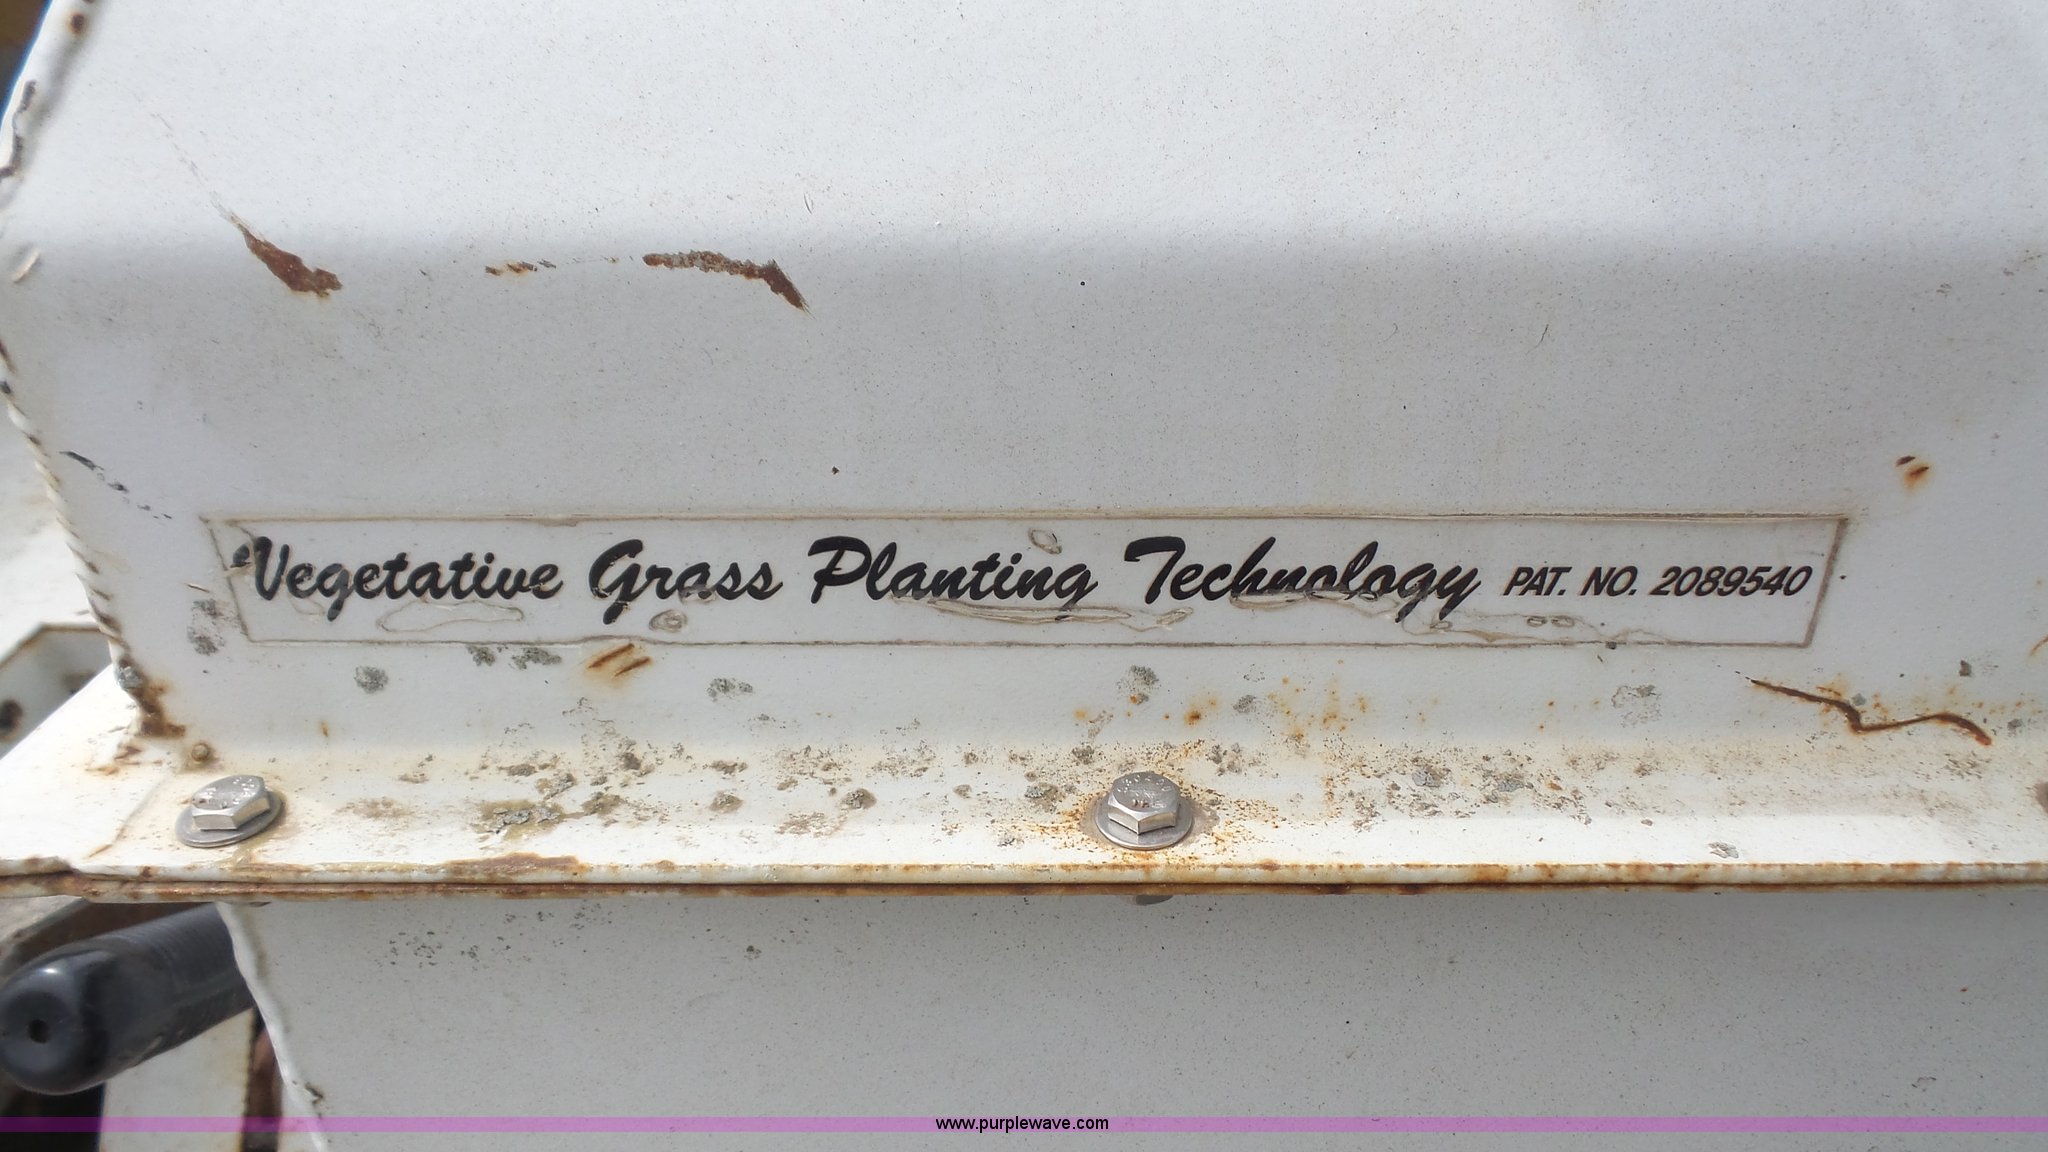 Vegetative Grass Planting Technology PAT. NO. 2089540
www.purplewave.com